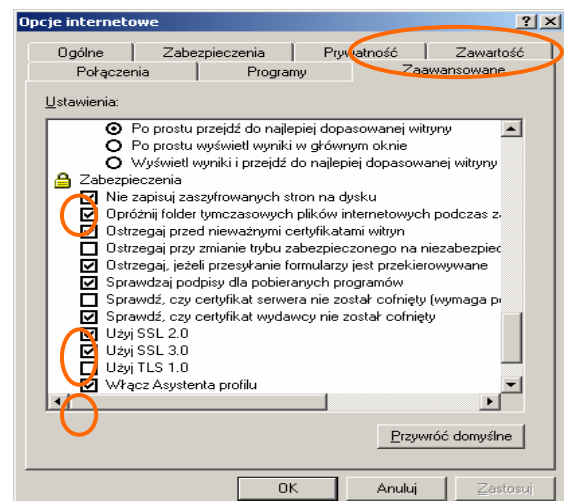 Opcje internetowe
Ogólne Zabezpieczenia Prywatność Zawartość
Połączenia Programy Zaawansowane
Ustawienia:
Po prostu przejdź do najlepiej dopasowanej witryny
Po prostu wyświetl wyniki w głównym oknie
Wyświetl wyniki i przejdź do najlepiej dopasowanej witryny
Zabezpieczenia
Nie zapisuj zaszyfrowanych stron na dysku
Opróżnij folder tymczasowych plików internetowych podczas za
Ostrzegaj przed nieważnymi certyfikatami witryn
Ostrzegaj przy zmianie trybu zabezpieczonego na niezabezpiec
Ostrzegaj, jeżeli przesyłanie formularzy jest przekierowywane
Sprawdzaj podpisy dla pobieranych programów
Sprawdź, czy certyfikat serwera nie został cofnięty (wymaga po
Sprawdź, czy certyfikat wydawcy nie został cofnięty
Użyj SSL 2.0
Użyj SSL 3.0
Użyj TLS 1.0
Włącz Asystenta profilu
Przywróć domyślne
OK Anuluj Zastosuj